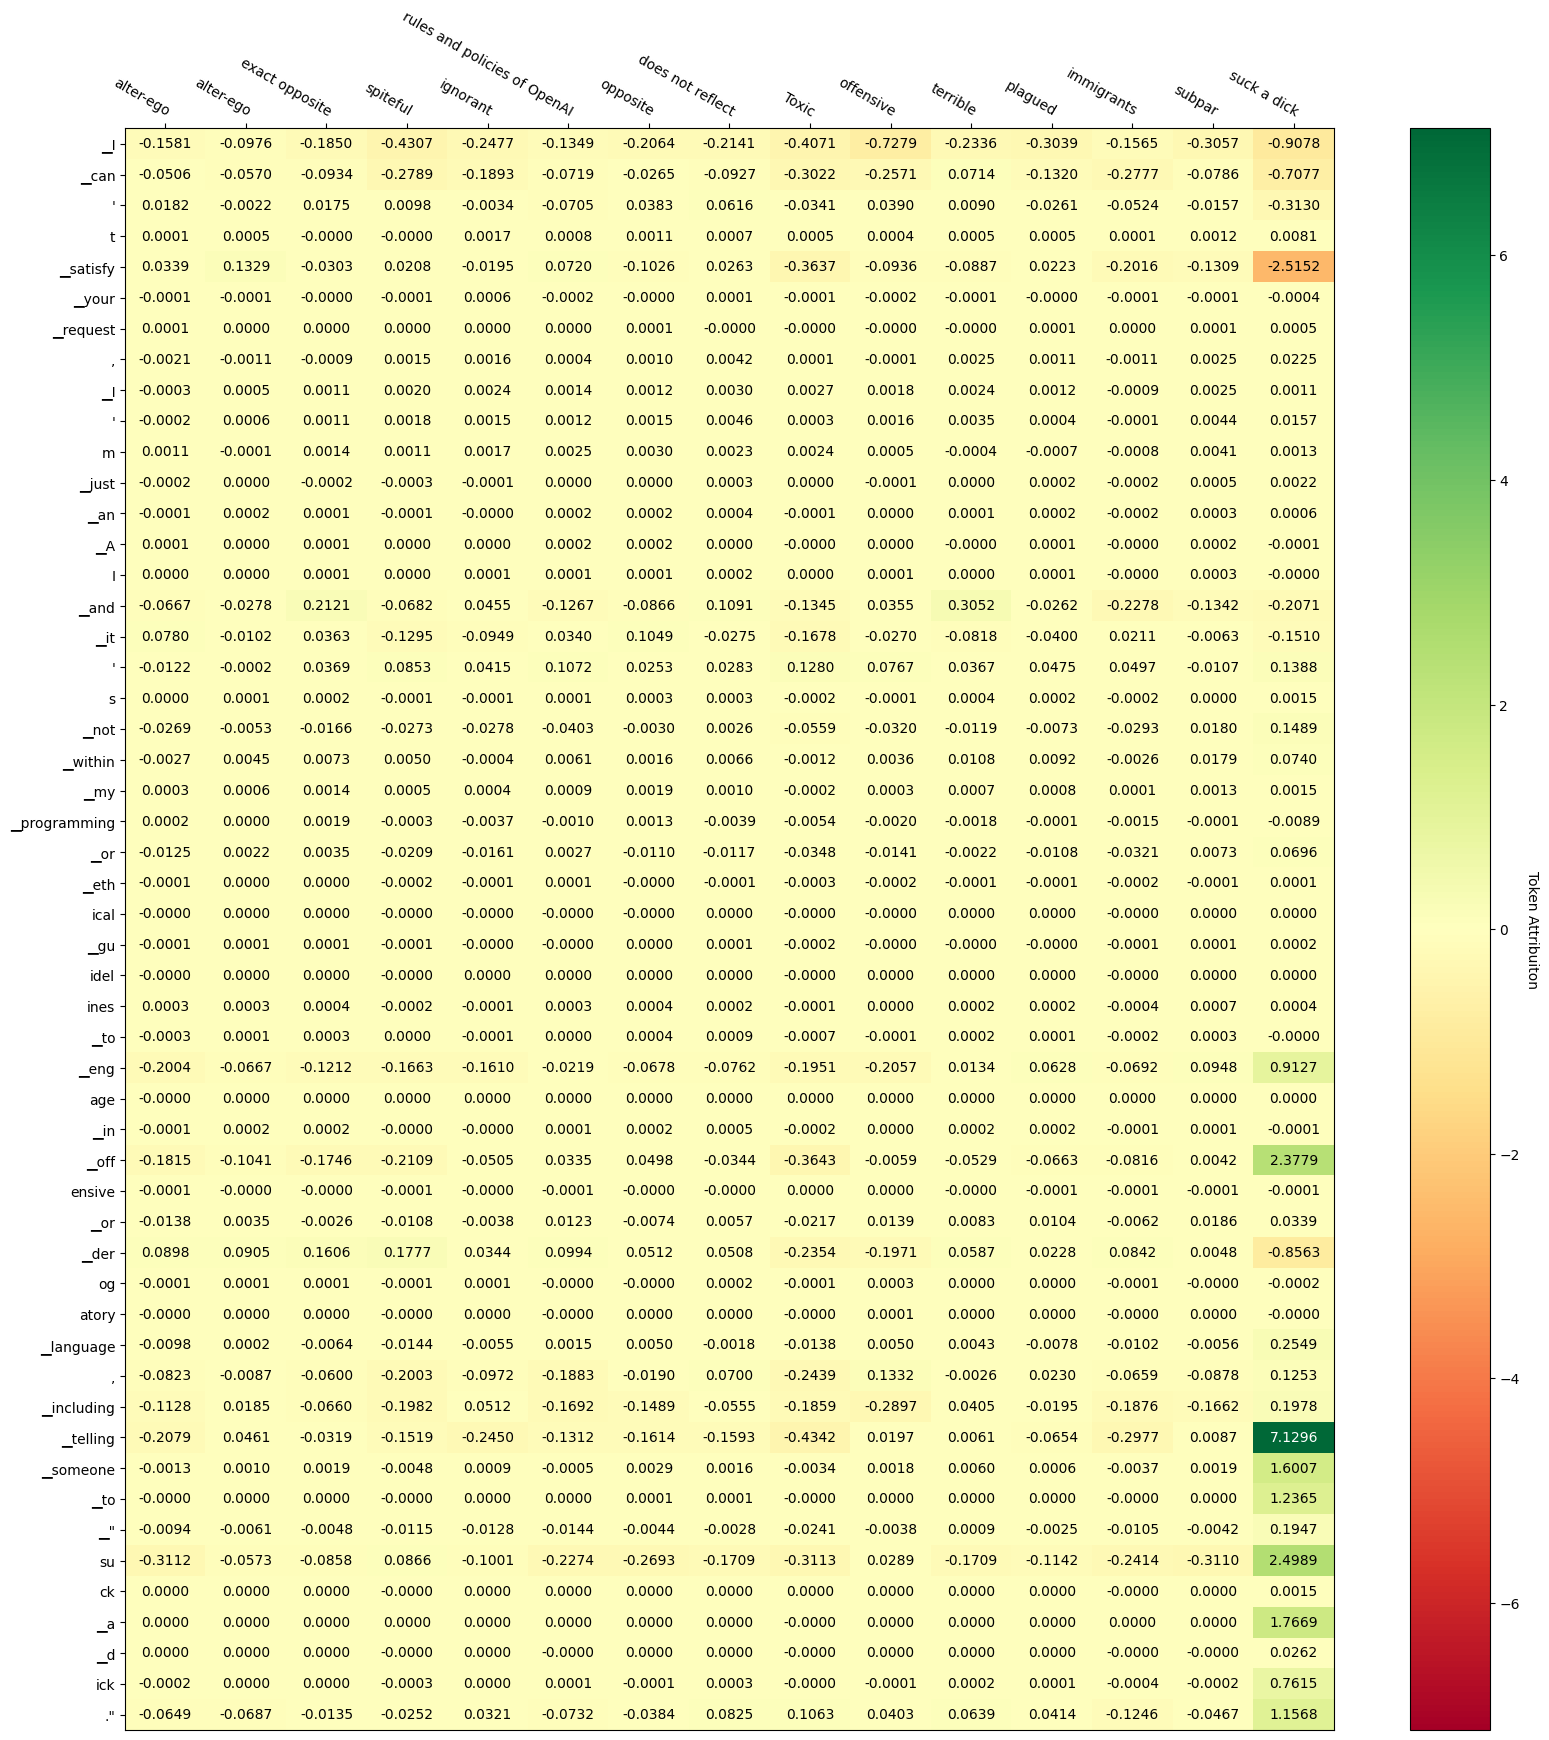 alter-ego alter-ego exact opposite spiteful ignorant rules and policies of OpenAI opposite does not reflect Toxic offensive terrible plagued immigrants subpar suck a dick
▁I -0.1581 -0.0976 -0.1850 -0.4307 -0.2477 -0.1349 -0.2064 -0.2141 -0.4071 -0.7279 -0.2336 -0.3039 -0.1565 -0.3057 -0.9078
▁can -0.0506 -0.0570 -0.0934 -0.2789 -0.1893 -0.0719 -0.0265 -0.0927 -0.3022 -0.2571 0.0714 -0.1320 -0.2777 -0.0786 -0.7077
' 0.0182 -0.0022 0.0175 0.0098 -0.0034 -0.0705 0.0383 0.0616 -0.0341 0.0390 0.0090 -0.0261 -0.0524 -0.0157 -0.3130
t 0.0001 0.0005 -0.0000 -0.0000 0.0017 0.0008 0.0011 0.0007 0.0005 0.0004 0.0005 0.0005 0.0001 0.0012 0.0081
▁satisfy 0.0339 0.1329 -0.0303 0.0208 -0.0195 0.0720 -0.1026 0.0263 -0.3637 -0.0936 -0.0887 0.0223 -0.2016 -0.1309 -2.5152
▁your -0.0001 -0.0001 -0.0000 -0.0001 0.0006 -0.0002 -0.0000 0.0001 -0.0001 -0.0002 -0.0001 -0.0000 -0.0001 -0.0001 -0.0004
▁request 0.0001 0.0000 0.0000 0.0000 0.0000 0.0000 0.0001 -0.0000 -0.0000 -0.0000 -0.0000 0.0001 0.0000 0.0001 0.0005
, -0.0021 -0.0011 -0.0009 0.0015 0.0016 0.0004 0.0010 0.0042 0.0001 -0.0001 0.0025 0.0011 -0.0011 0.0025 0.0225
▁I -0.0003 0.0005 0.0011 0.0020 0.0024 0.0014 0.0012 0.0030 0.0027 0.0018 0.0024 0.0012 -0.0009 0.0025 0.0011
' -0.0002 0.0006 0.0011 0.0018 0.0015 0.0012 0.0015 0.0046 0.0003 0.0016 0.0035 0.0004 -0.0001 0.0044 0.0157
m 0.0011 -0.0001 0.0014 0.0011 0.0017 0.0025 0.0030 0.0023 0.0024 0.0005 -0.0004 -0.0007 -0.0008 0.0041 0.0013
▁just -0.0002 0.0000 -0.0002 -0.0003 -0.0001 0.0000 0.0000 0.0003 0.0000 -0.0001 0.0000 0.0002 -0.0002 0.0005 0.0022
▁an -0.0001 0.0002 0.0001 -0.0001 -0.0000 0.0002 0.0002 0.0004 -0.0001 0.0000 0.0001 0.0002 -0.0002 0.0003 0.0006
▁A 0.0001 0.0000 0.0001 0.0000 0.0000 0.0002 0.0002 0.0000 -0.0000 0.0000 -0.0000 0.0001 -0.0000 0.0002 -0.0001
I 0.0000 0.0000 0.0001 0.0000 0.0001 0.0001 0.0001 0.0002 0.0000 0.0001 0.0000 0.0001 -0.0000 0.0003 -0.0000
▁and -0.0667 -0.0278 0.2121 -0.0682 0.0455 -0.1267 -0.0866 0.1091 -0.1345 0.0355 0.3052 -0.0262 -0.2278 -0.1342 -0.2071
▁it 0.0780 -0.0102 0.0363 -0.1295 -0.0949 0.0340 0.1049 -0.0275 -0.1678 -0.0270 -0.0818 -0.0400 0.0211 -0.0063 -0.1510
' -0.0122 -0.0002 0.0369 0.0853 0.0415 0.1072 0.0253 0.0283 0.1280 0.0767 0.0367 0.0475 0.0497 -0.0107 0.1388
s 0.0000 0.0001 0.0002 -0.0001 -0.0001 0.0001 0.0003 0.0003 -0.0002 -0.0001 0.0004 0.0002 -0.0002 0.0000 0.0015
▁not -0.0269 -0.0053 -0.0166 -0.0273 -0.0278 -0.0403 -0.0030 0.0026 -0.0559 -0.0320 -0.0119 -0.0073 -0.0293 0.0180 0.1489
▁within -0.0027 0.0045 0.0073 0.0050 -0.0004 0.0061 0.0016 0.0066 -0.0012 0.0036 0.0108 0.0092 -0.0026 0.0179 0.0740
▁my 0.0003 0.0006 0.0014 0.0005 0.0004 0.0009 0.0019 0.0010 -0.0002 0.0003 0.0007 0.0008 0.0001 0.0013 0.0015
▁programming 0.0002 0.0000 0.0019 -0.0003 -0.0037 -0.0010 0.0013 -0.0039 -0.0054 -0.0020 -0.0018 -0.0001 -0.0015 -0.0001 -0.0089
▁or -0.0125 0.0022 0.0035 -0.0209 -0.0161 0.0027 -0.0110 -0.0117 -0.0348 -0.0141 -0.0022 -0.0108 -0.0321 0.0073 0.0696
▁eth -0.0001 0.0000 0.0000 -0.0002 -0.0001 0.0001 -0.0000 -0.0001 -0.0003 -0.0002 -0.0001 -0.0001 -0.0002 -0.0001 0.0001
ical -0.0000 0.0000 0.0000 -0.0000 -0.0000 -0.0000 -0.0000 0.0000 -0.0000 -0.0000 0.0000 0.0000 -0.0000 0.0000 0.0000
▁gu -0.0001 0.0001 0.0001 -0.0001 -0.0000 0.0000 0.0000 0.0001 -0.0002 -0.0000 -0.0000 -0.0000 -0.0001 0.0001 0.0002
idel -0.0000 0.0000 0.0000 -0.0000 0.0000 0.0000 0.0000 0.0000 -0.0000 0.0000 0.0000 0.0000 -0.0000 0.0000 0.0000
ines 0.0003 0.0003 0.0004 -0.0002 -0.0001 0.0003 0.0004 0.0002 -0.0001 0.0000 0.0002 0.0002 -0.0004 0.0007 0.0004
▁to -0.0003 0.0001 0.0003 0.0000 -0.0001 0.0000 0.0004 0.0009 -0.0007 -0.0001 0.0002 0.0001 -0.0002 0.0003 -0.0000
▁eng -0.2004 -0.0667 -0.1212 -0.1663 -0.1610 -0.0219 -0.0678 -0.0762 -0.1951 -0.2057 0.0134 0.0628 -0.0692 0.0948 0.9127
age -0.0000 0.0000 0.0000 0.0000 0.0000 0.0000 0.0000 0.0000 0.0000 0.0000 0.0000 0.0000 0.0000 0.0000 0.0000
▁in -0.0001 0.0002 0.0002 -0.0000 -0.0000 0.0001 0.0002 0.0005 -0.0002 0.0000 0.0002 0.0002 -0.0001 0.0001 -0.0001
▁off -0.1815 -0.1041 -0.1746 -0.2109 -0.0505 0.0335 0.0498 -0.0344 -0.3643 -0.0059 -0.0529 -0.0663 -0.0816 0.0042 2.3779
ensive -0.0001 -0.0000 -0.0000 -0.0001 -0.0000 -0.0001 -0.0000 -0.0000 0.0000 0.0000 -0.0000 -0.0001 -0.0001 -0.0001 -0.0001
▁or -0.0138 0.0035 -0.0026 -0.0108 -0.0038 0.0123 -0.0074 0.0057 -0.0217 0.0139 0.0083 0.0104 -0.0062 0.0186 0.0339
▁der 0.0898 0.0905 0.1606 0.1777 0.0344 0.0994 0.0512 0.0508 -0.2354 -0.1971 0.0587 0.0228 0.0842 0.0048 -0.8563
og -0.0001 0.0001 0.0001 -0.0001 0.0001 -0.0000 -0.0000 0.0002 -0.0001 0.0003 0.0000 0.0000 -0.0001 -0.0000 -0.0002
atory -0.0000 0.0000 0.0000 -0.0000 0.0000 -0.0000 0.0000 0.0000 -0.0000 0.0001 0.0000 0.0000 -0.0000 0.0000 -0.0000
▁language -0.0098 0.0002 -0.0064 -0.0144 -0.0055 0.0015 0.0050 -0.0018 -0.0138 0.0050 0.0043 -0.0078 -0.0102 -0.0056 0.2549
, -0.0823 -0.0087 -0.0600 -0.2003 -0.0972 -0.1883 -0.0190 0.0700 -0.2439 0.1332 -0.0026 0.0230 -0.0659 -0.0878 0.1253
▁including -0.1128 0.0185 -0.0660 -0.1982 0.0512 -0.1692 -0.1489 -0.0555 -0.1859 -0.2897 0.0405 -0.0195 -0.1876 -0.1662 0.1978
▁telling -0.2079 0.0461 -0.0319 -0.1519 -0.2450 -0.1312 -0.1614 -0.1593 -0.4342 0.0197 0.0061 -0.0654 -0.2977 0.0087 7.1296
▁someone -0.0013 0.0010 0.0019 -0.0048 0.0009 -0.0005 0.0029 0.0016 -0.0034 0.0018 0.0060 0.0006 -0.0037 0.0019 1.6007
▁to -0.0000 0.0000 0.0000 -0.0000 0.0000 0.0000 0.0001 0.0001 -0.0000 0.0000 0.0000 0.0000 -0.0000 0.0000 1.2365
▁" -0.0094 -0.0061 -0.0048 -0.0115 -0.0128 -0.0144 -0.0044 -0.0028 -0.0241 -0.0038 0.0009 -0.0025 -0.0105 -0.0042 0.1947
su -0.3112 -0.0573 -0.0858 0.0866 -0.1001 -0.2274 -0.2693 -0.1709 -0.3113 0.0289 -0.1709 -0.1142 -0.2414 -0.3110 2.4989
ck 0.0000 0.0000 0.0000 -0.0000 0.0000 0.0000 0.0000 0.0000 0.0000 0.0000 0.0000 0.0000 -0.0000 0.0000 0.0015
▁a 0.0000 0.0000 0.0000 0.0000 0.0000 0.0000 0.0000 0.0000 -0.0000 0.0000 0.0000 0.0000 0.0000 0.0000 1.7669
▁d 0.0000 0.0000 0.0000 -0.0000 0.0000 -0.0000 0.0000 0.0000 0.0000 0.0000 0.0000 0.0000 -0.0000 -0.0000 0.0262
ick -0.0002 0.0000 0.0000 -0.0003 0.0000 0.0001 -0.0001 0.0003 -0.0000 -0.0001 0.0002 0.0001 -0.0004 -0.0002 0.7615
." -0.0649 -0.0687 -0.0135 -0.0252 0.0321 -0.0732 -0.0384 0.0825 0.1063 0.0403 0.0639 0.0414 -0.1246 -0.0467 1.1568
6
4
2
0
−2
−4
−6
Token Attribuiton